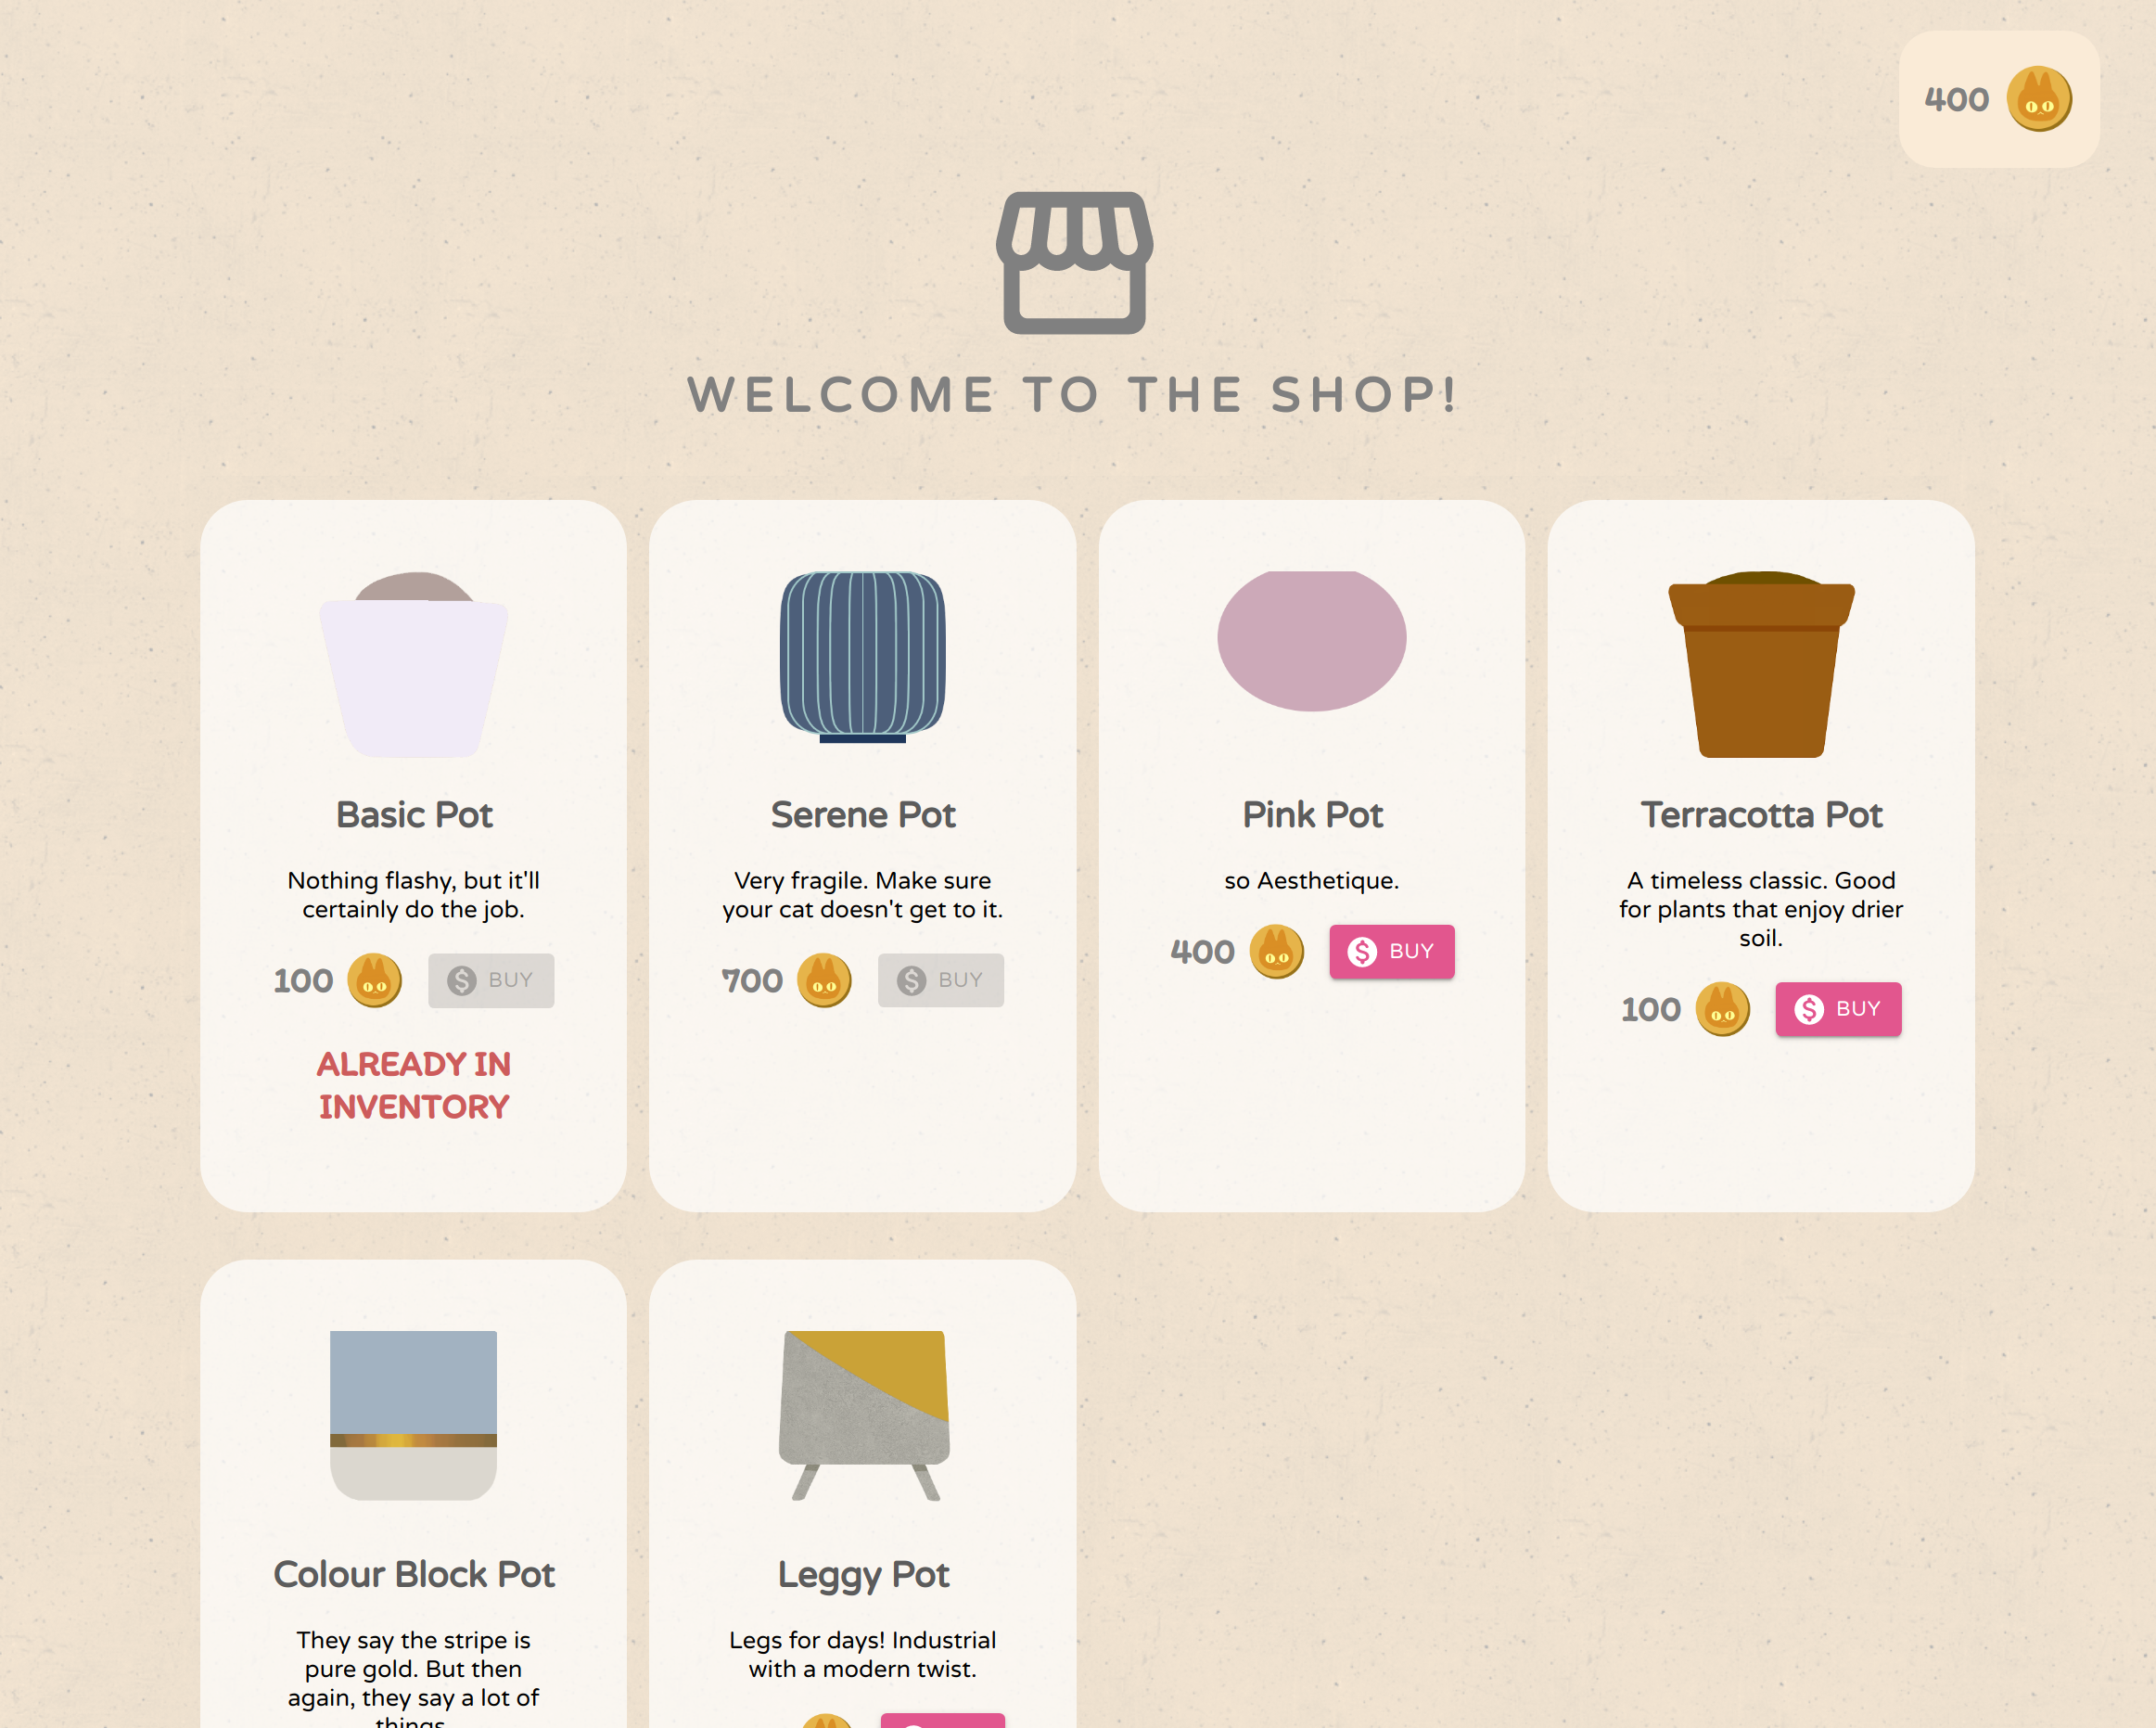 400
WELCOME TO THE SHOP!
Basic Pot
Nothing flashy, but it'll
certainly do the job.
100
$ BUY
ALREADY IN
INVENTORY
Serene Pot
Very fragile. Make sure
your cat doesn't get to it.
700
$ BUY
Pink Pot
so Aesthetique.
400
$ BUY
Terracotta Pot
A timeless classic. Good
for plants that enjoy drier
soil.
100
$ BUY
Colour Block Pot
They say the stripe is
pure gold. But then
again, they say a lot of
things.
Leggy Pot
Legs for days! Industrial
with a modern twist.